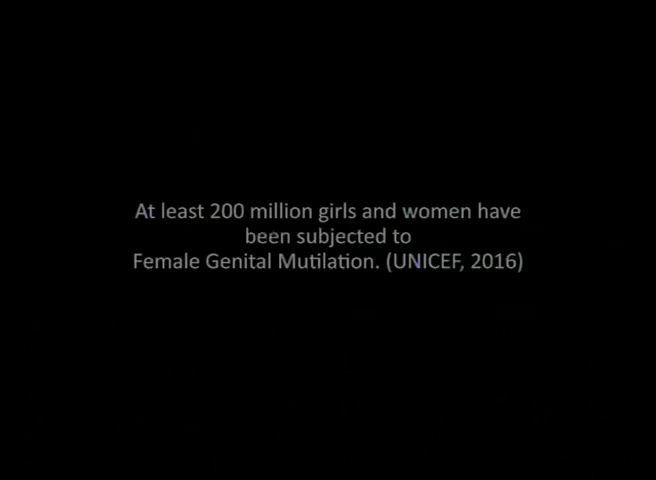 At least 200 million girls and women have
been subjected to
Female Genital Mutilation. (UNICEF, 2016)